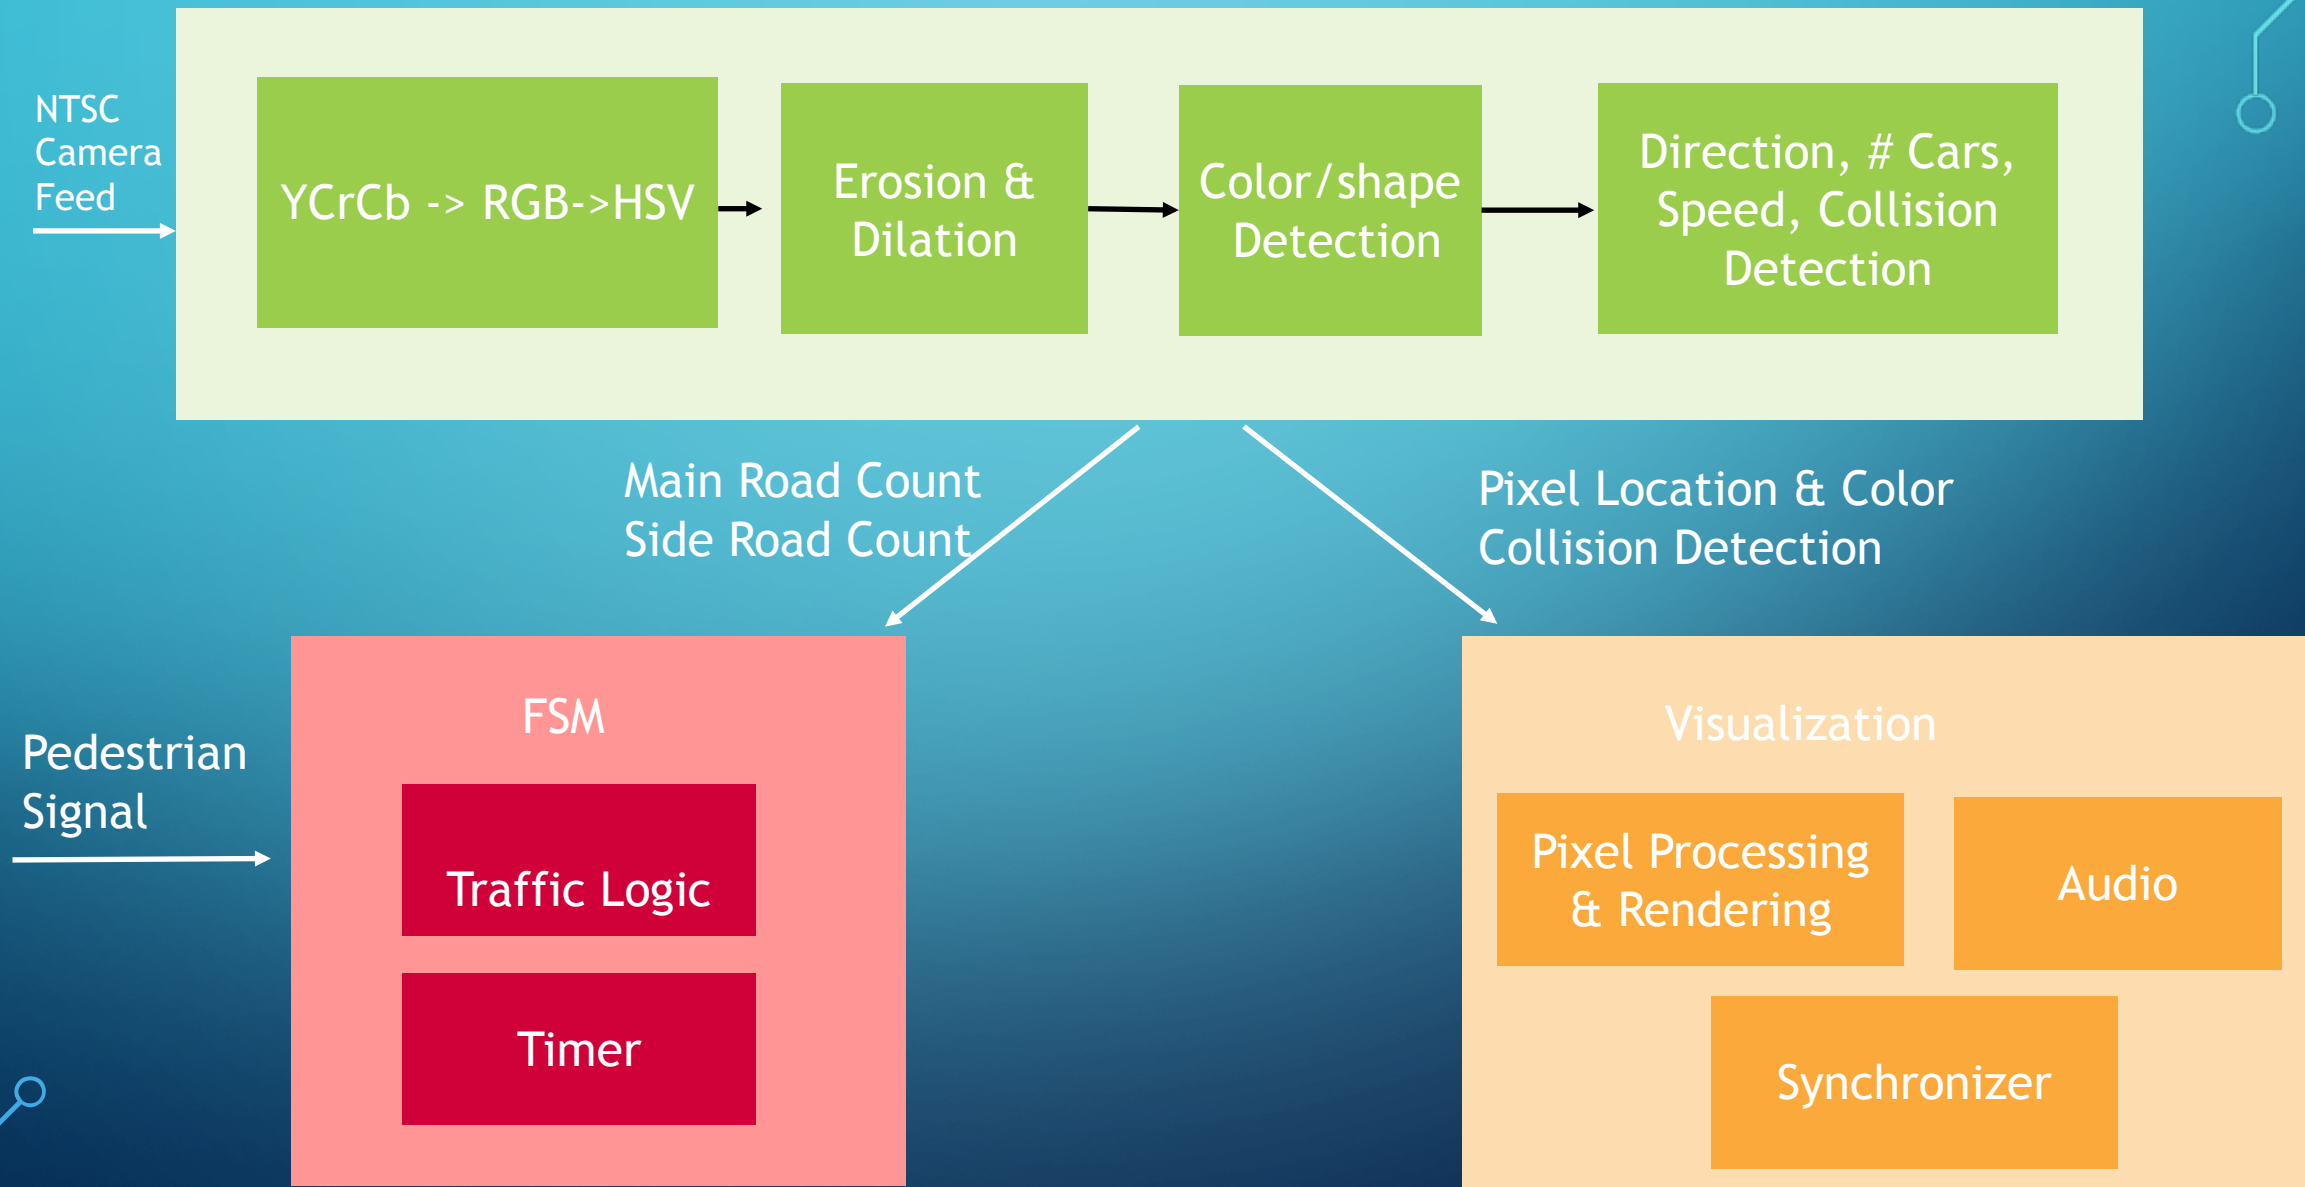 NTSC
Camera
Feed
YCrCb -> RGB->HSV
Erosion &
Dilation
Color/shape
Detection
Direction, # Cars,
Speed, Collision
Detection
Main Road Count
Side Road Count
Pixel Location & Color
Collision Detection
Pedestrian
Signal
FSM
Traffic Logic
Timer
Visualization
Pixel Processing
& Rendering
Audio
Synchronizer